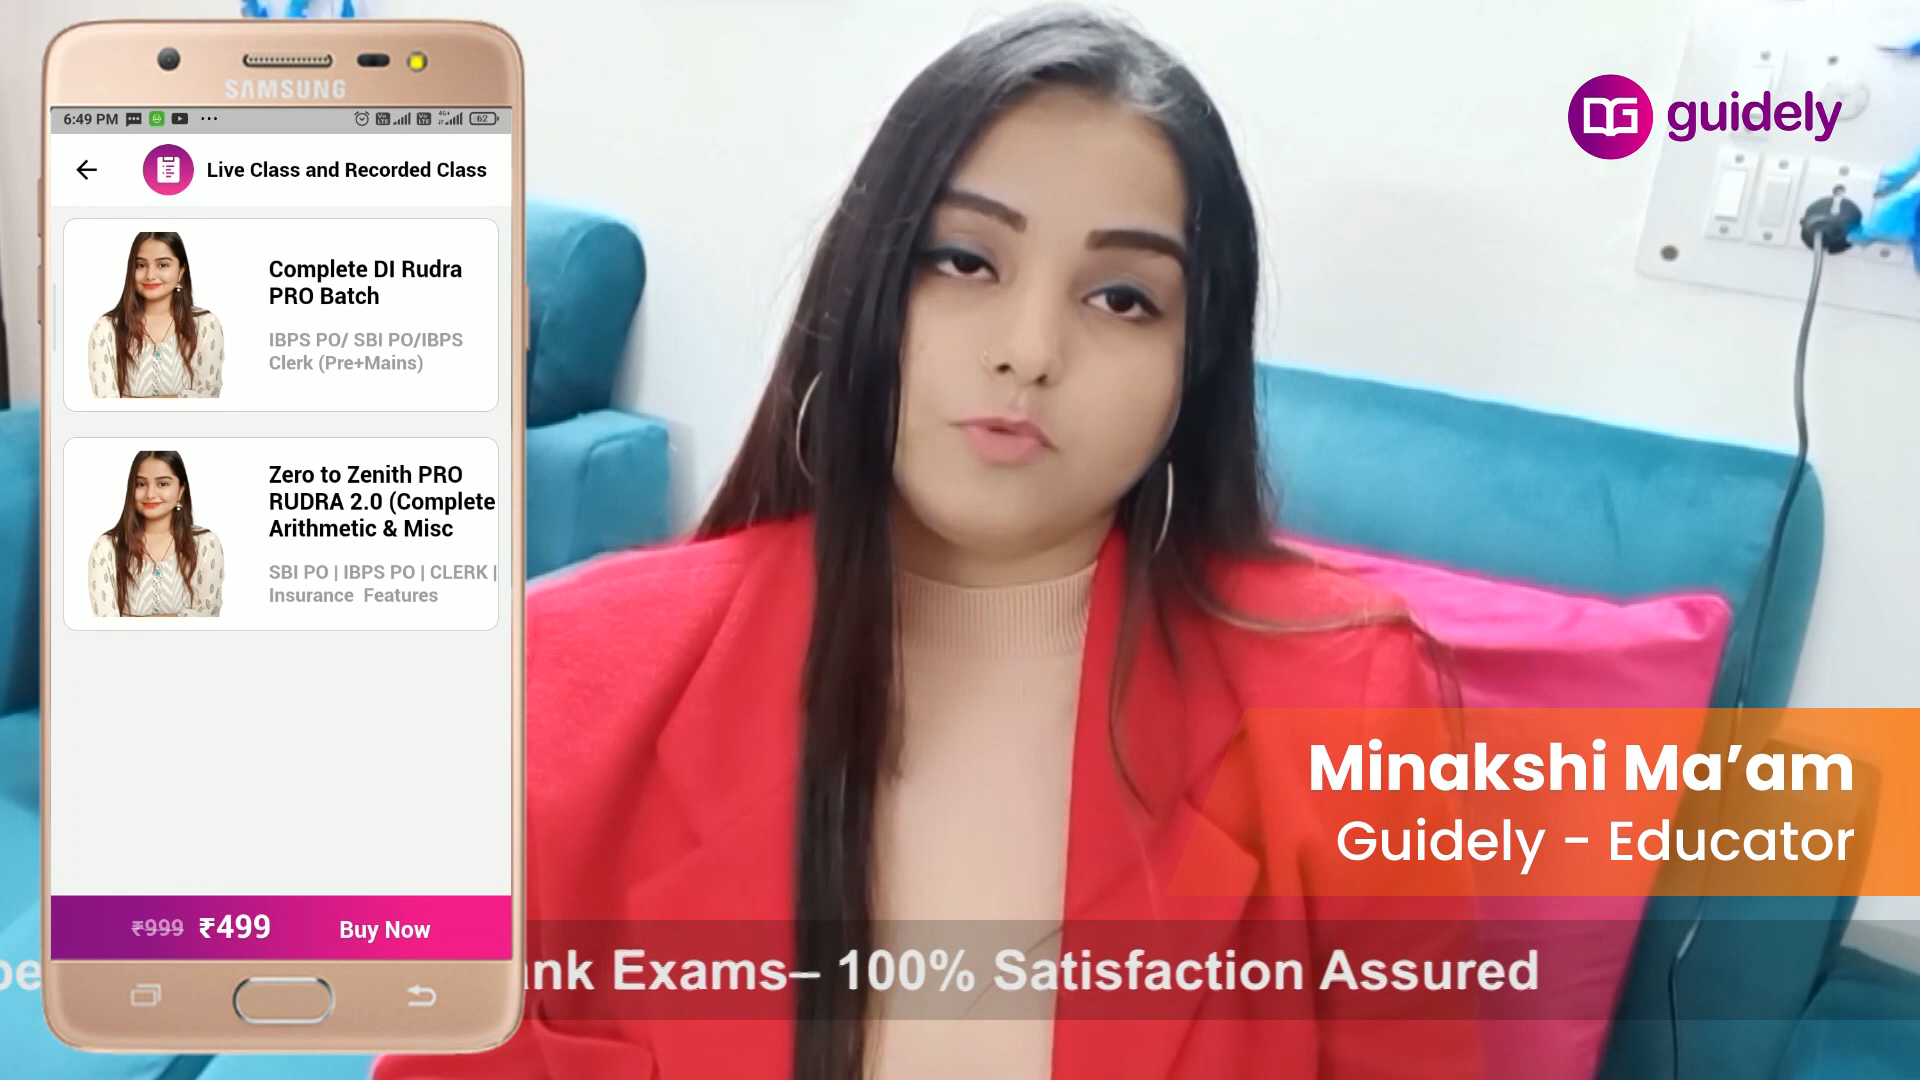 SAMSUNG
6:49 PM
4G+
62
Live Class and Recorded Class
Complete DI Rudra
PRO Batch
IBPS PO/ SBI PO/IBPS
Clerk (Pre+Mains)
Zero to Zenith PRO
RUDRA 2.0 (Complete
Arithmetic & Misc
SBI PO | IBPS PO | CLERK |
Insurance Features
₹999 ₹499 Buy Now
guidely
Minakshi Ma’am
Guidely - Educator
Exams– 100% Satisfaction Assured